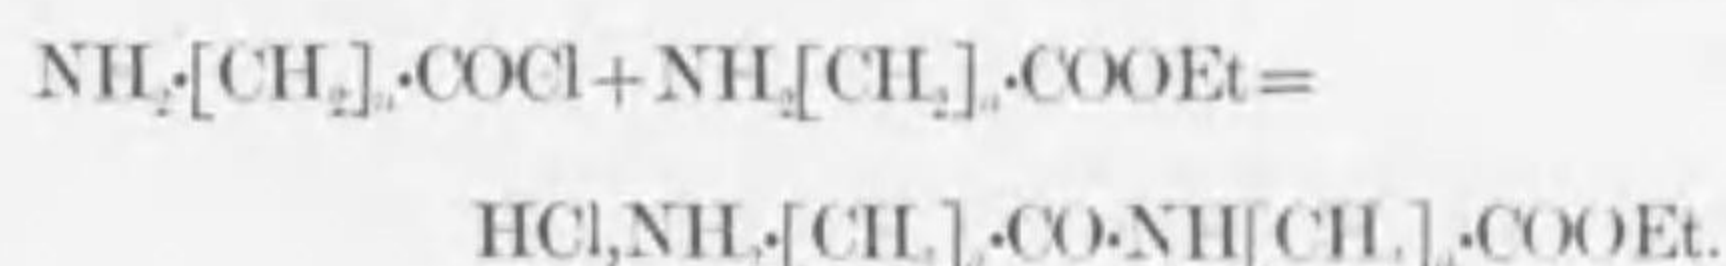 NH₂·[CH₂]ₙ·COCl+NH₂[CH₂]ₙ·COOEt=
HCl,NH₂·[CH₂]ₙ·CO·NH[CH₂]ₙ·COOEt.